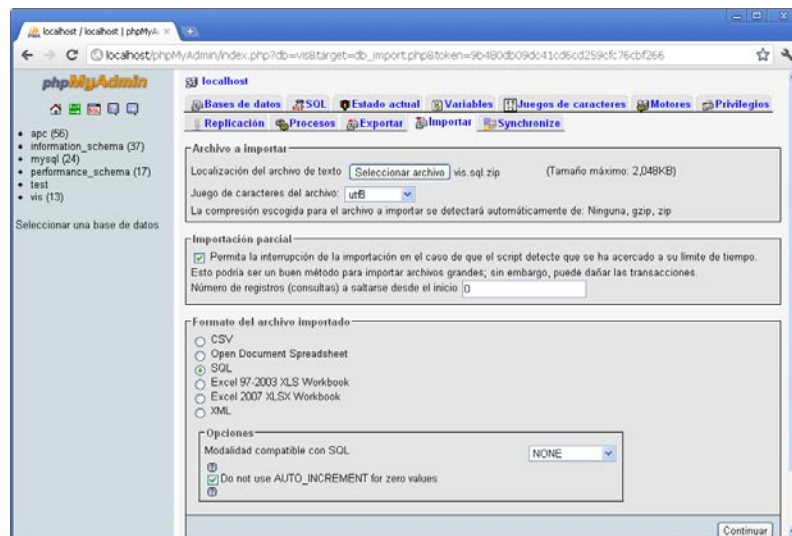 localhost / localhost | phpMyA
localhost/phpMyAdmin/index.php?db=vis&target=db_import.php&token=9b480db09dc41cd6cd259cfc76cbf266
phpMyAdmin
apc (56)
information_schema (37)
mysql (24)
performance_schema (17)
test
vis (13)
Seleccionar una base de datos
localhost
Bases de datos SQL Estado actual Variables Juegos de caracteres Motores Privilegios
Replicación Procesos Exportar Importar Synchronize
Archivo a importar
Localización del archivo de texto Seleccionar archivo vis.sql.zip (Tamaño máximo: 2,048KB)
Juego de caracteres del archivo: utf8
La compresión escogida para el archivo a importar se detectará automáticamente de: Ninguna, gzip, zip
Importación parcial
Permita la interrupción de la importación en el caso de que el script detecte que se ha acercado a su límite de tiempo.
Esto podría ser un buen método para importar archivos grandes; sin embargo, puede dañar las transacciones.
Número de registros (consultas) a saltarse desde el inicio 0
Formato del archivo importado
CSV
Open Document Spreadsheet
SQL
Excel 97-2003 XLS Workbook
Excel 2007 XLSX Workbook
XML
Opciones
Modalidad compatible con SQL NONE
Do not use AUTO_INCREMENT for zero values
Continuar